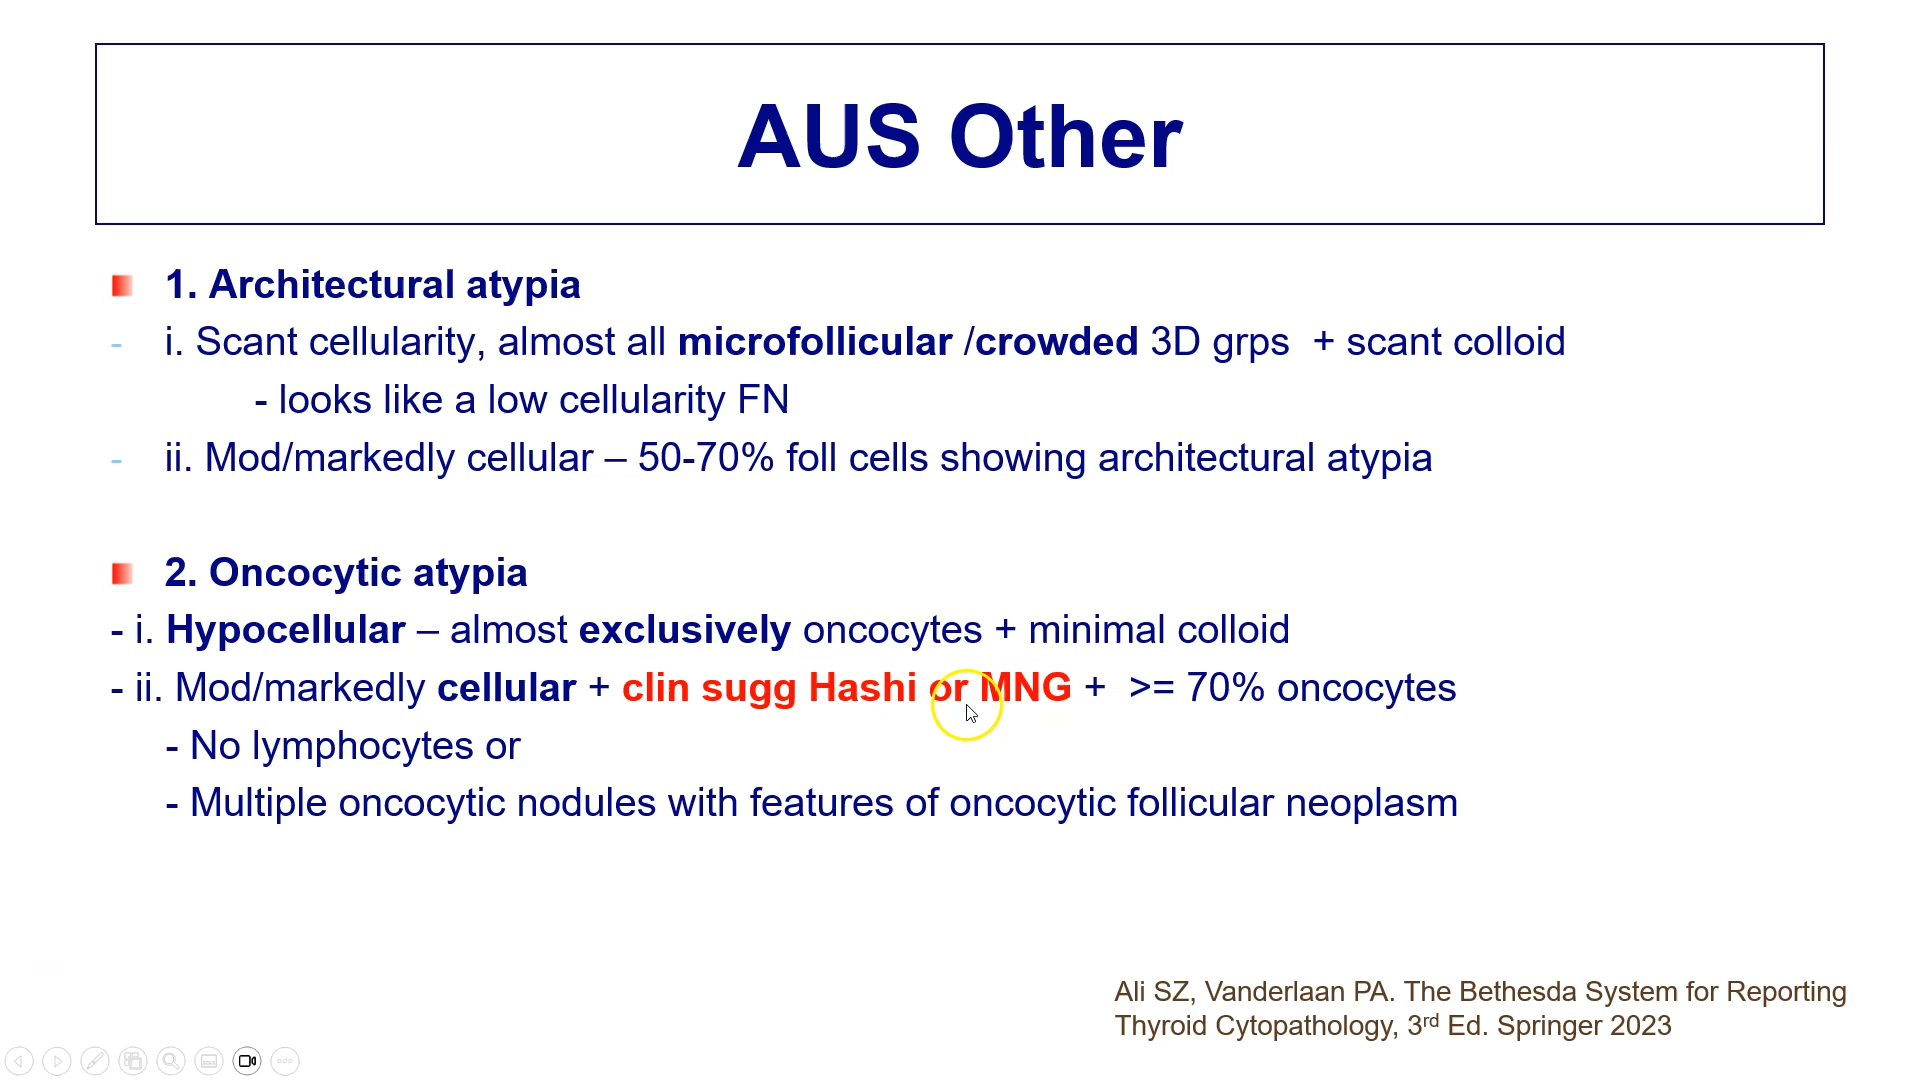 AUS Other
1. Architectural atypia
- i. Scant cellularity, almost all microfollicular /crowded 3D grps + scant colloid
- looks like a low cellularity FN
- ii. Mod/markedly cellular – 50-70% foll cells showing architectural atypia
2. Oncocytic atypia
- i. Hypocellular – almost exclusively oncocytes + minimal colloid
- ii. Mod/markedly cellular + clin sugg Hashi or MNG + >= 70% oncocytes
- No lymphocytes or
- Multiple oncocytic nodules with features of oncocytic follicular neoplasm
Ali SZ, Vanderlaan PA. The Bethesda System for Reporting
Thyroid Cytopathology, 3rd Ed. Springer 2023